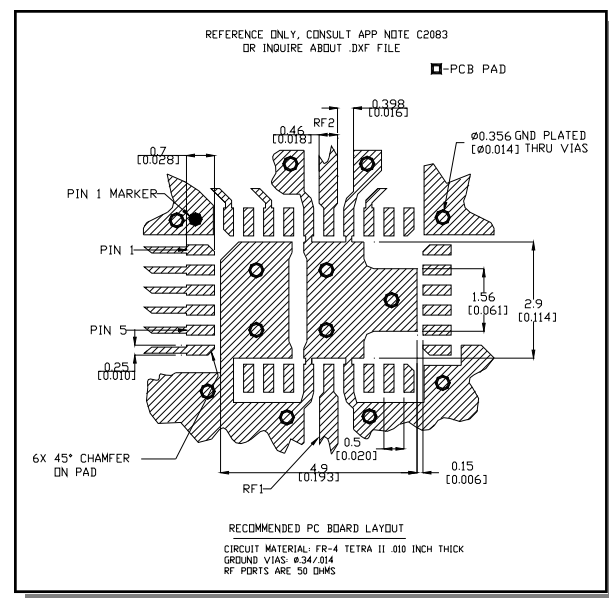 REFERENCE ONLY, CONSULT APP NOTE C2083
OR INQUIRE ABOUT .DXF FILE
-PCB PAD
0.398
[0.016]
RF2
0.46
[0.018]
Ø0.356 GND PLATED
[Ø0.014] THRU VIAS
0.7
[0.028]
PIN 1 MARKER
PIN 1
1.56
[0.061]
2.9
[0.114]
PIN 5
0.25
[0.010]
6X 45° CHAMFER
ON PAD
0.5
[0.020]
4.9
[0.193]
0.15
[0.006]
RF1
RECOMMENDED PC BOARD LAYOUT
CIRCUIT MATERIAL: FR-4 TETRA II .010 INCH THICK
GROUND VIAS: Ø.34/.014
RF PORTS ARE 50 OHMS